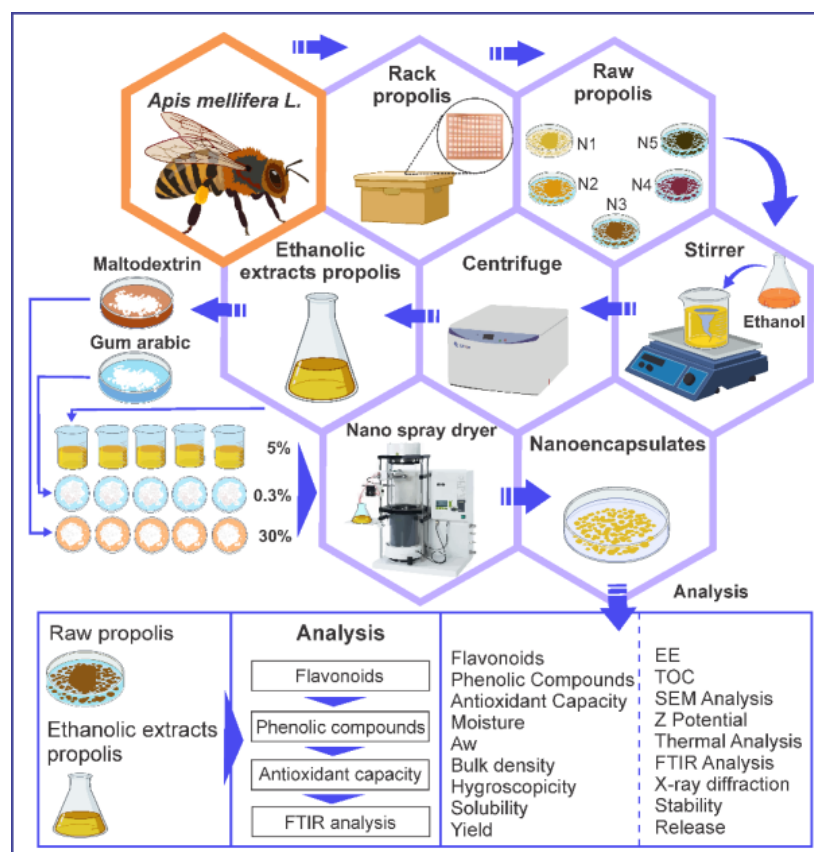 Apis mellifera L.
Rack
propolis
Raw
propolis
N1
N5
N2
N4
N3
Maltodextrin
Gum arabic
Ethanolic
extracts propolis
Centrifuge
Stirrer
Ethanol
5%
0.3%
30%
Nano spray dryer
Nanoencapsulates
Analysis
Raw propolis
Ethanolic extracts
propolis
Analysis
Flavonoids
Phenolic compounds
Antioxidant capacity
FTIR analysis
Flavonoids
Phenolic Compounds
Antioxidant Capacity
Moisture
Aw
Bulk density
Hygroscopicity
Solubility
Yield
EE
TOC
SEM Analysis
Z Potential
Thermal Analysis
FTIR Analysis
X-ray diffraction
Stability
Release